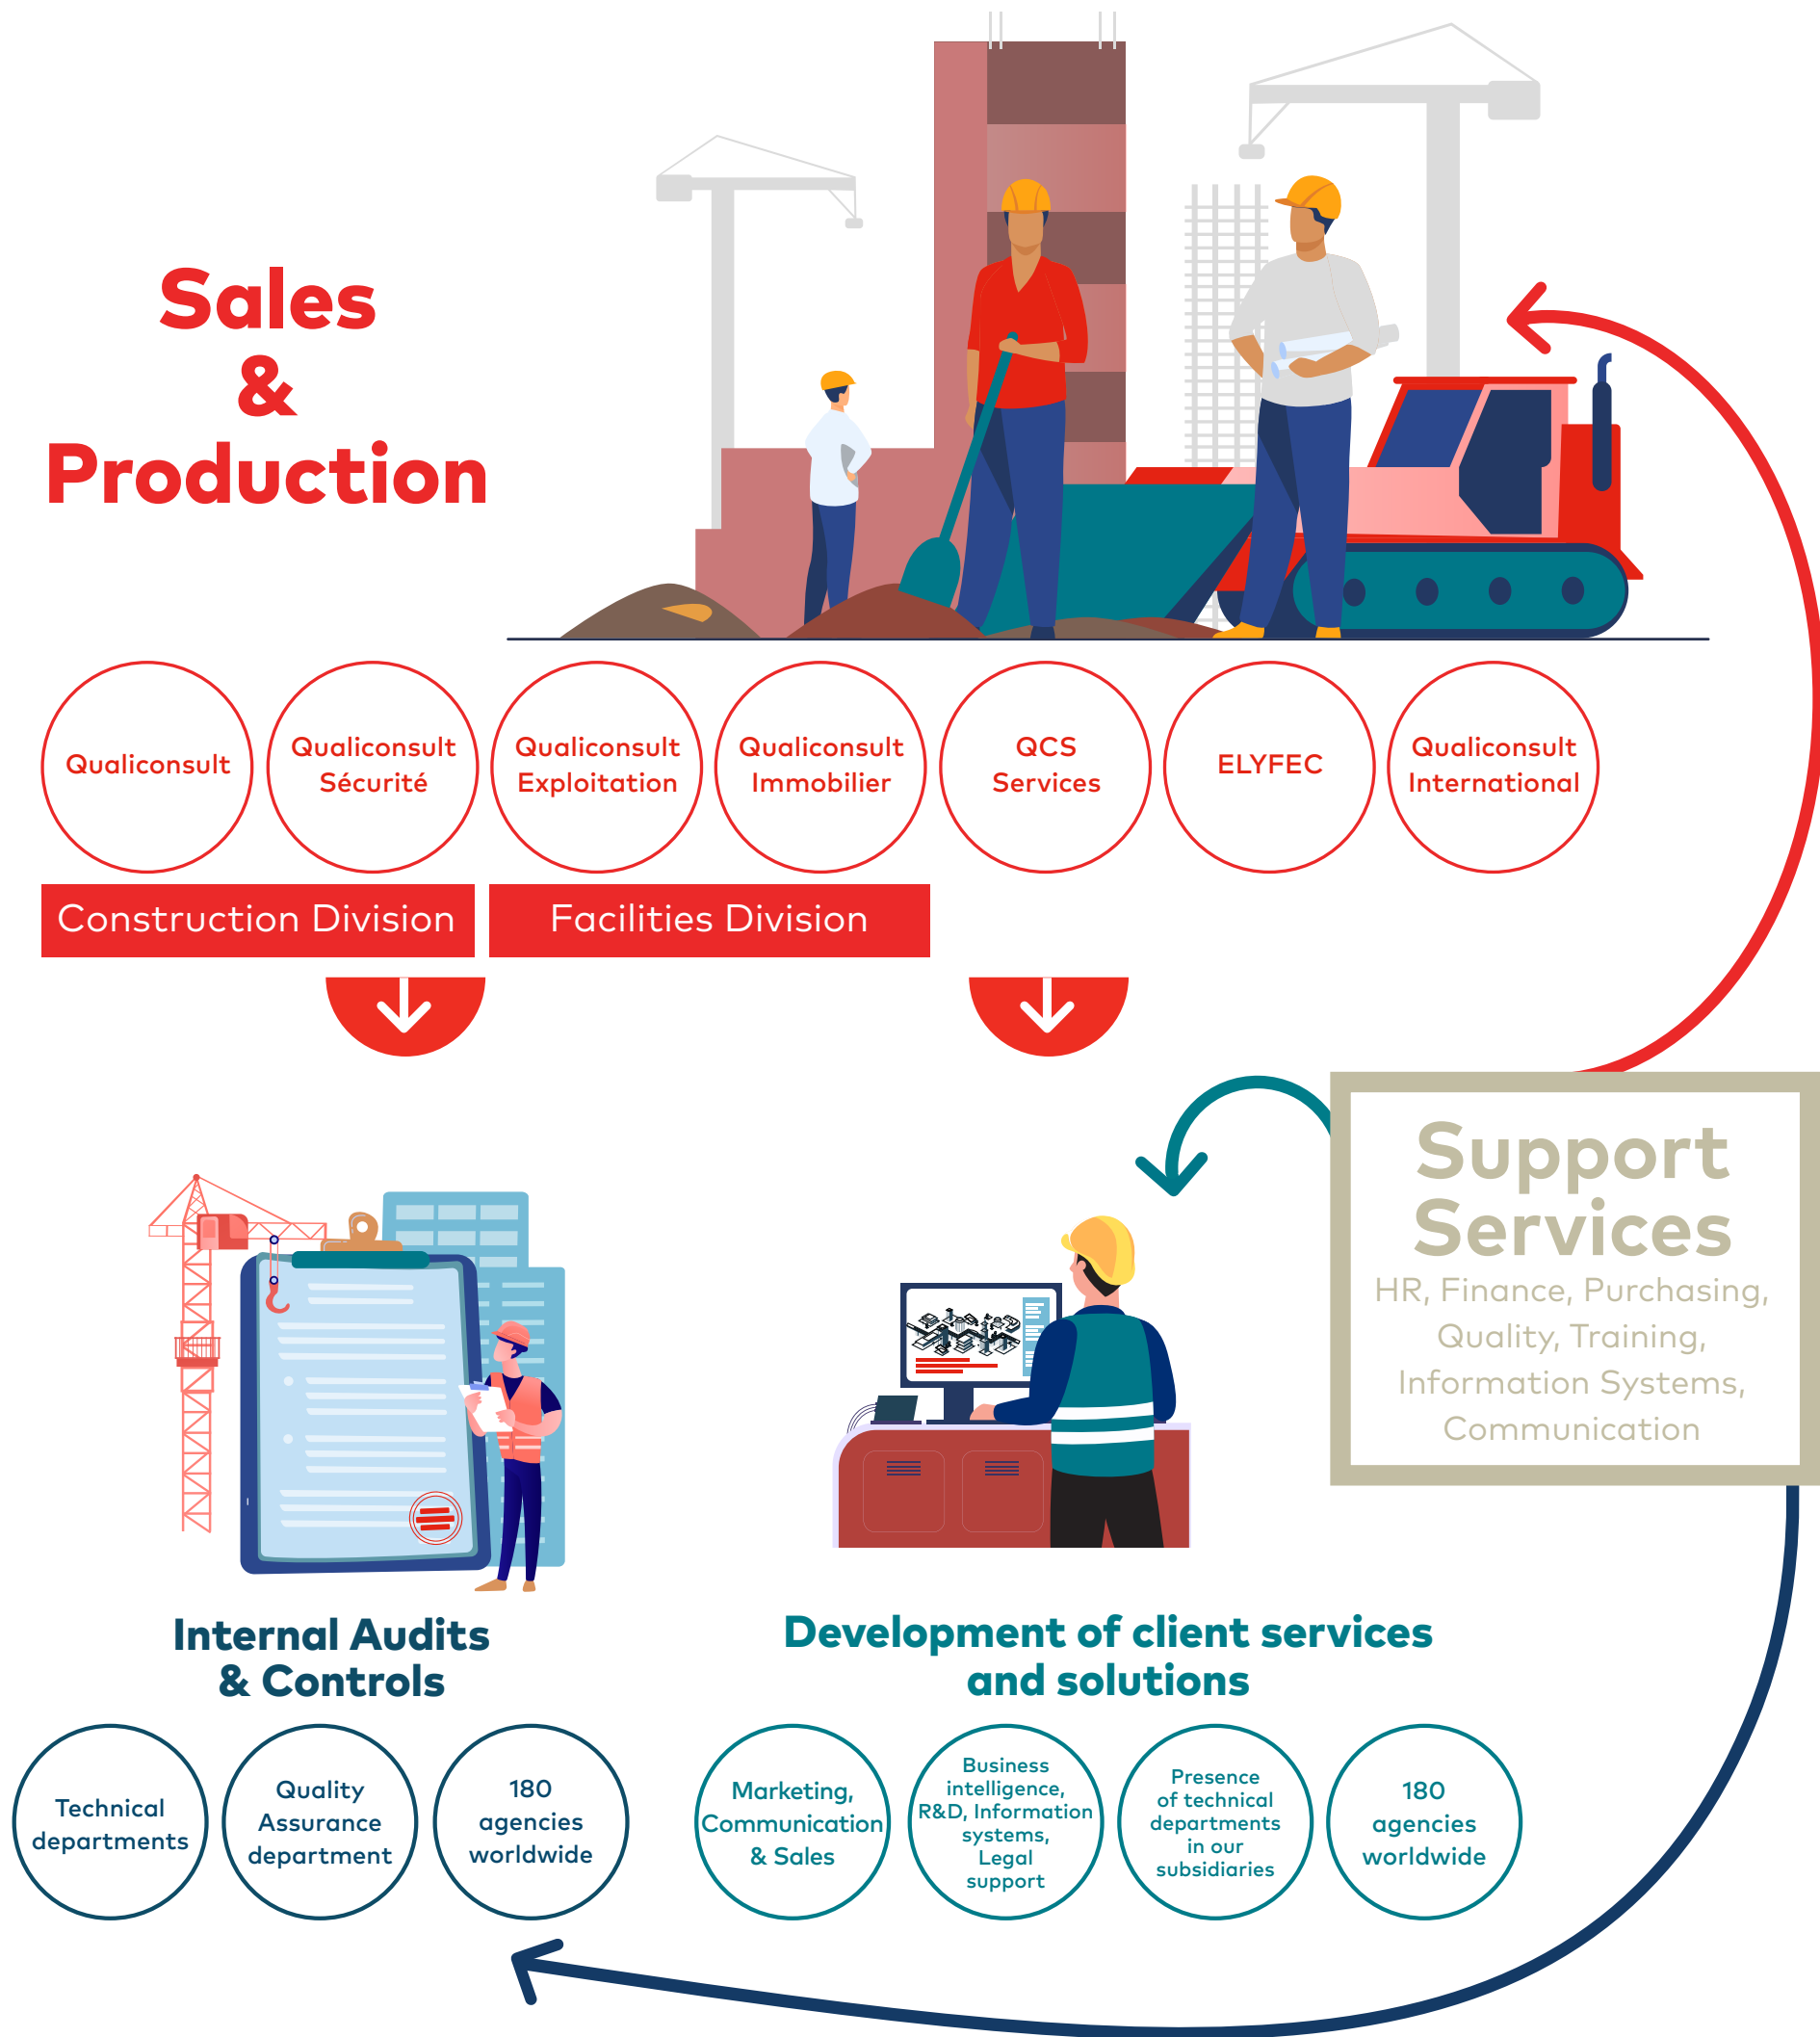 Sales
&
Production
Qualiconsult
Qualiconsult
Sécurité
Qualiconsult
Exploitation
Qualiconsult
Immobilier
QCS
Services
ELYFEC
Qualiconsult
International
Construction Division
Facilities Division
Support
Services
HR, Finance, Purchasing,
Quality, Training,
Information Systems,
Communication
Internal Audits
& Controls
Technical
departments
Quality
Assurance
department
180
agencies
worldwide
Development of client services
and solutions
Marketing,
Communication
& Sales
Business
intelligence,
R&D, Information
systems,
Legal
support
Presence
of technical
departments
in our
subsidiaries
180
agencies
worldwide